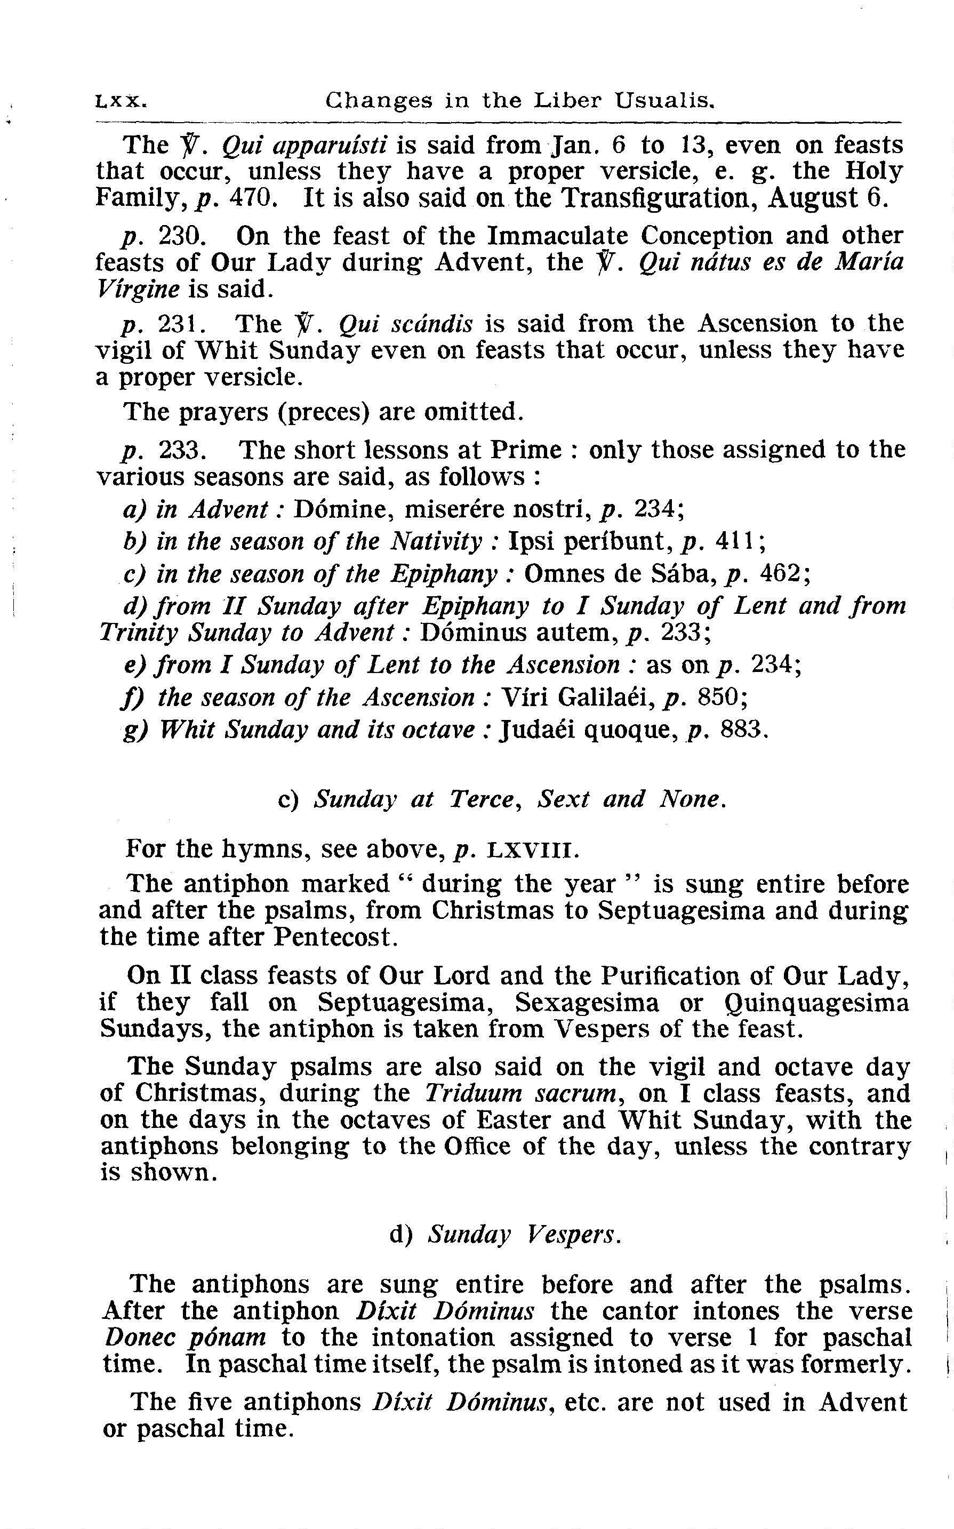 LXX. Changes in the Liber Usualis.
The ℣. Qui apparuísti is said from Jan. 6 to 13, even on feasts
that occur, unless they have a proper versicle, e. g. the Holy
Family, p. 470. It is also said on the Transfiguration, August 6.
p. 230. On the feast of the Immaculate Conception and other
feasts of Our Lady during Advent, the ℣. Qui nátus es de María
Vírgine is said.
p. 231. The ℣. Qui scándis is said from the Ascension to the
vigil of Whit Sunday even on feasts that occur, unless they have
a proper versicle.
The prayers (preces) are omitted.
p. 233. The short lessons at Prime : only those assigned to the
various seasons are said, as follows :
a) in Advent : Dómine, miserére nostri, p. 234;
b) in the season of the Nativity : Ipsi períbunt, p. 411;
c) in the season of the Epiphany : Omnes de Sába, p. 462;
d) from II Sunday after Epiphany to I Sunday of Lent and from
Trinity Sunday to Advent : Dóminus autem, p. 233;
e) from I Sunday of Lent to the Ascension : as on p. 234;
f) the season of the Ascension : Víri Galilaéi, p. 850;
g) Whit Sunday and its octave : Judaéi quoque, p. 883.
c) Sunday at Terce, Sext and None.
For the hymns, see above, p. LXVIII.
The antiphon marked “ during the year ” is sung entire before
and after the psalms, from Christmas to Septuagesima and during
the time after Pentecost.
On II class feasts of Our Lord and the Purification of Our Lady,
if they fall on Septuagesima, Sexagesima or Quinquagesima
Sundays, the antiphon is taken from Vespers of the feast.
The Sunday psalms are also said on the vigil and octave day
of Christmas, during the Triduum sacrum, on I class feasts, and
on the days in the octaves of Easter and Whit Sunday, with the
antiphons belonging to the Office of the day, unless the contrary
is shown.
d) Sunday Vespers.
The antiphons are sung entire before and after the psalms.
After the antiphon Díxit Dóminus the cantor intones the verse
Donec pónam to the intonation assigned to verse 1 for paschal
time. In paschal time itself, the psalm is intoned as it was formerly.
The five antiphons Díxit Dóminus, etc. are not used in Advent
or paschal time.